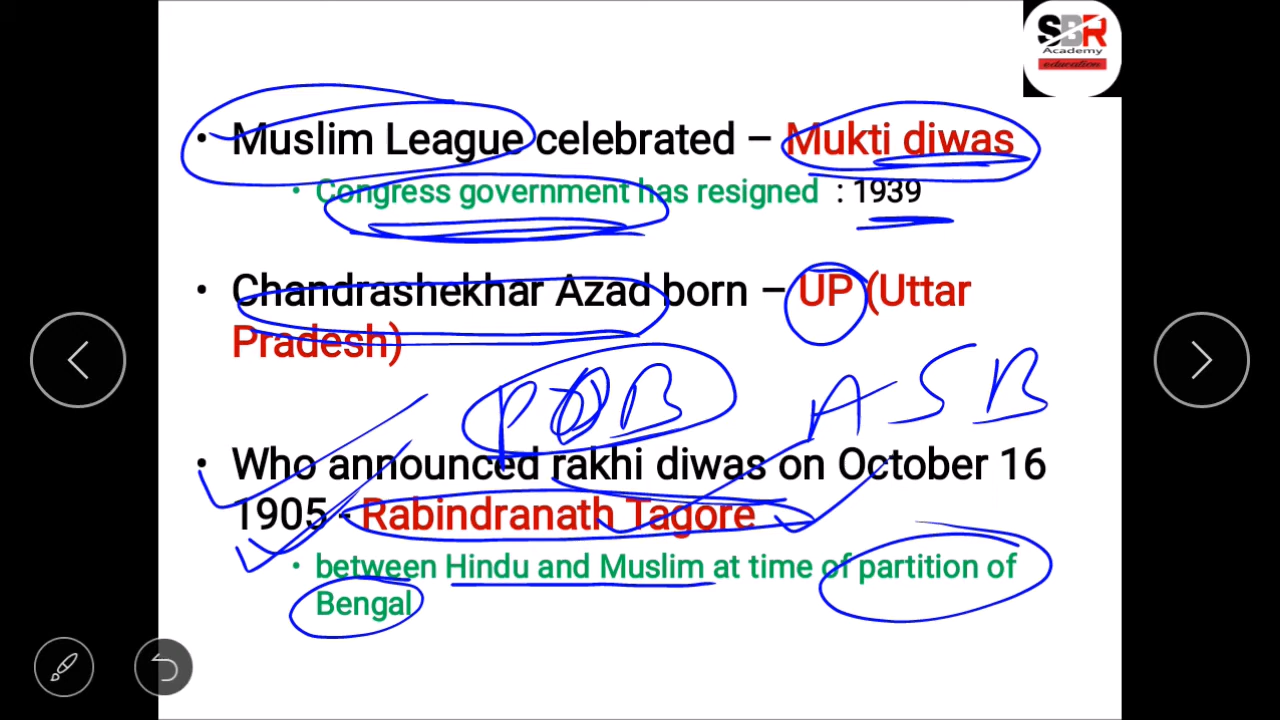 SBR
Academy
education
• Muslim League celebrated – Mukti diwas
• Congress government has resigned : 1939
• Chandrashekhar Azad born – UP (Uttar
Pradesh)
POB ASB
• Who announced rakhi diwas on October 16
1905 - Rabindranath Tagore
• between Hindu and Muslim at time of partition of
Bengal